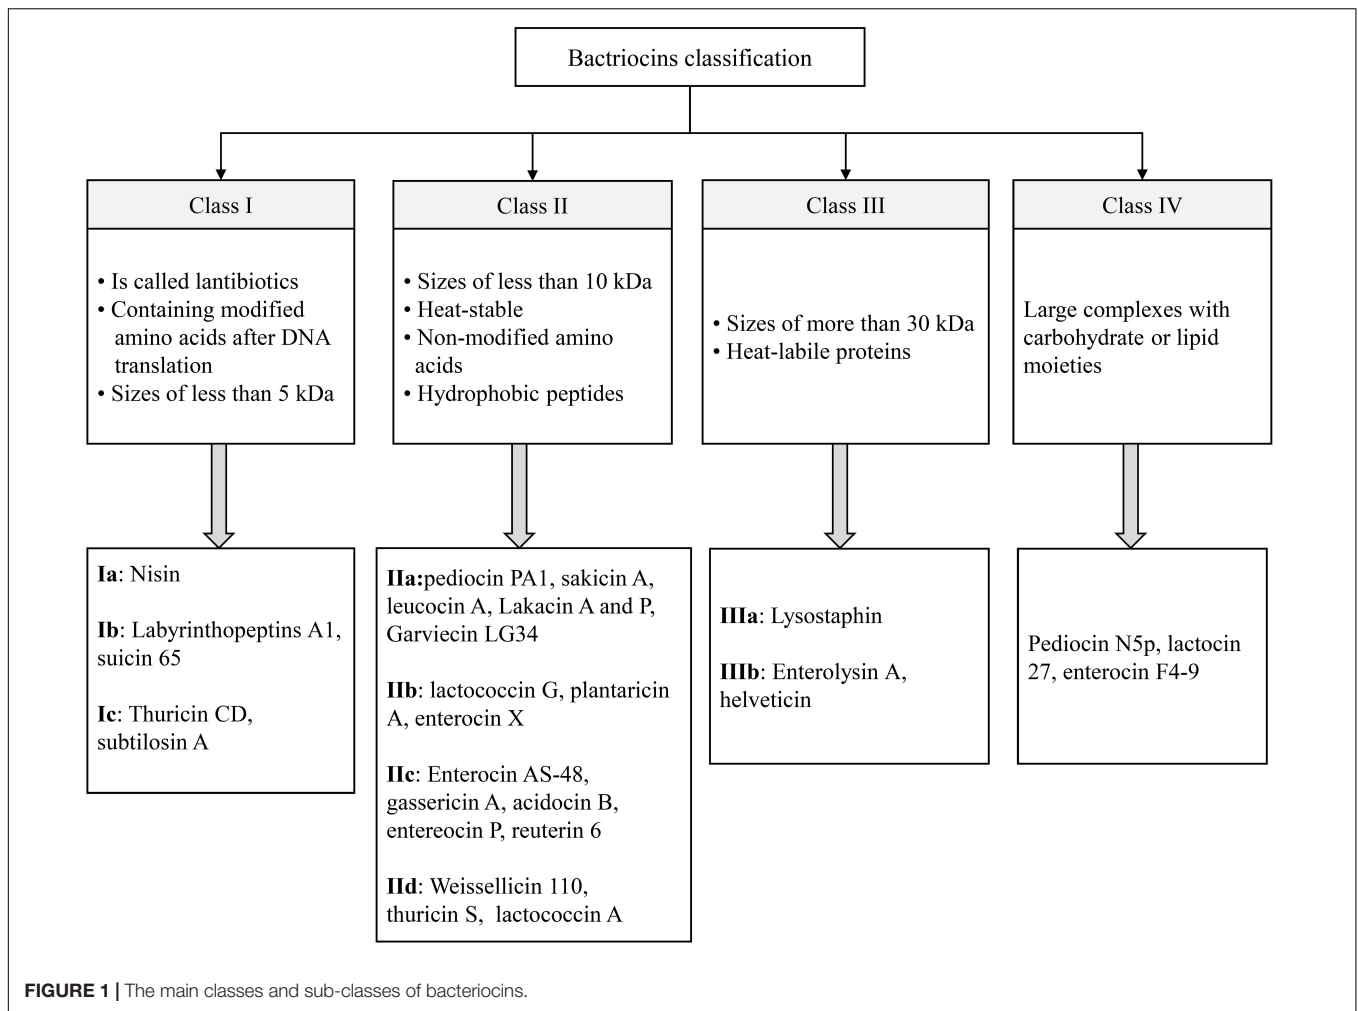 Bactriocins classification
Class I
• Is called lantibiotics
• Containing modified
amino acids after DNA
translation
• Sizes of less than 5 kDa
Class II
• Sizes of less than 10 kDa
• Heat-stable
• Non-modified amino
acids
• Hydrophobic peptides
Class III
• Sizes of more than 30 kDa
• Heat-labile proteins
Class IV
Large complexes with
carbohydrate or lipid
moieties
Ia: Nisin
Ib: Labyrinthopeptins A1,
suicin 65
Ic: Thuricin CD,
subtilosin A
IIa:pediocin PA1, sakicin A,
leucocin A, Lakacin A and P,
Garviecin LG34
IIb: lactococcin G, plantaricin
A, enterocin X
IIc: Enterocin AS-48,
gassericin A, acidocin B,
entereocin P, reuterin 6
IId: Weissellicin 110,
thuricin S, lactococcin A
IIIa: Lysostaphin
IIIb: Enterolysin A,
helveticin
Pediocin N5p, lactocin
27, enterocin F4-9
FIGURE 1 | The main classes and sub-classes of bacteriocins.